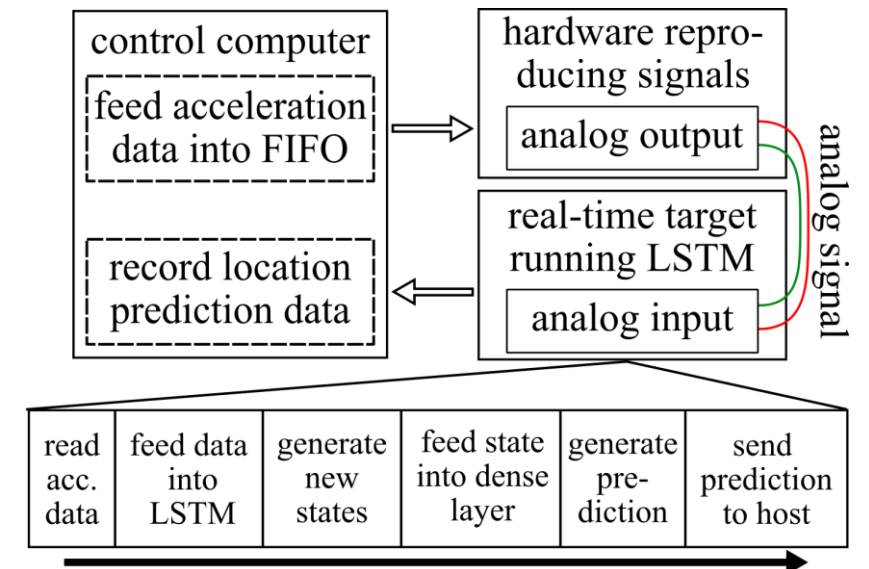 control computer
feed acceleration
data into FIFO
record location
prediction data
hardware repro-
ducing signals
analog output
real-time target
running LSTM
analog input
analog signal
read
acc.
data
feed data
into
LSTM
generate
new
states
feed state
into dense
layer
generate
pre-
diction
send
prediction
to host